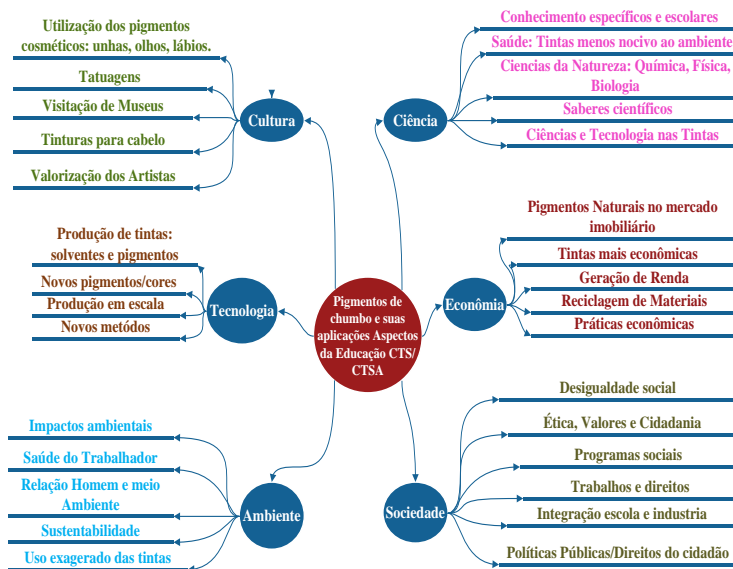 Utilização dos pigmentos
cosméticos: unhas, olhos, lábios.
Tatuagens
Visitação de Museus
Tinturas para cabelo
Valorização dos Artistas
Cultura
Ciência
Conhecimento específicos e escolares
Saúde: Tintas menos nocivo ao ambiente
Ciencias da Natureza: Química, Física,
Biologia
Saberes científicos
Ciências e Tecnologia nas Tintas
Produção de tintas:
solventes e pigmentos
Novos pigmentos/cores
Produção em escala
Novos metódos
Tecnologia
Pigmentos de
chumbo e suas
aplicações Aspectos
da Educação CTS/
CTSA
Econômia
Pigmentos Naturais no mercado
imobiliário
Tintas mais econômicas
Geração de Renda
Reciclagem de Materiais
Práticas econômicas
Impactos ambientais
Saúde do Trabalhador
Relação Homem e meio
Ambiente
Sustentabilidade
Uso exagerado das tintas
Ambiente
Sociedade
Desigualdade social
Ética, Valores e Cidadania
Programas sociais
Trabalhos e direitos
Integração escola e industria
Políticas Públicas/Direitos do cidadão